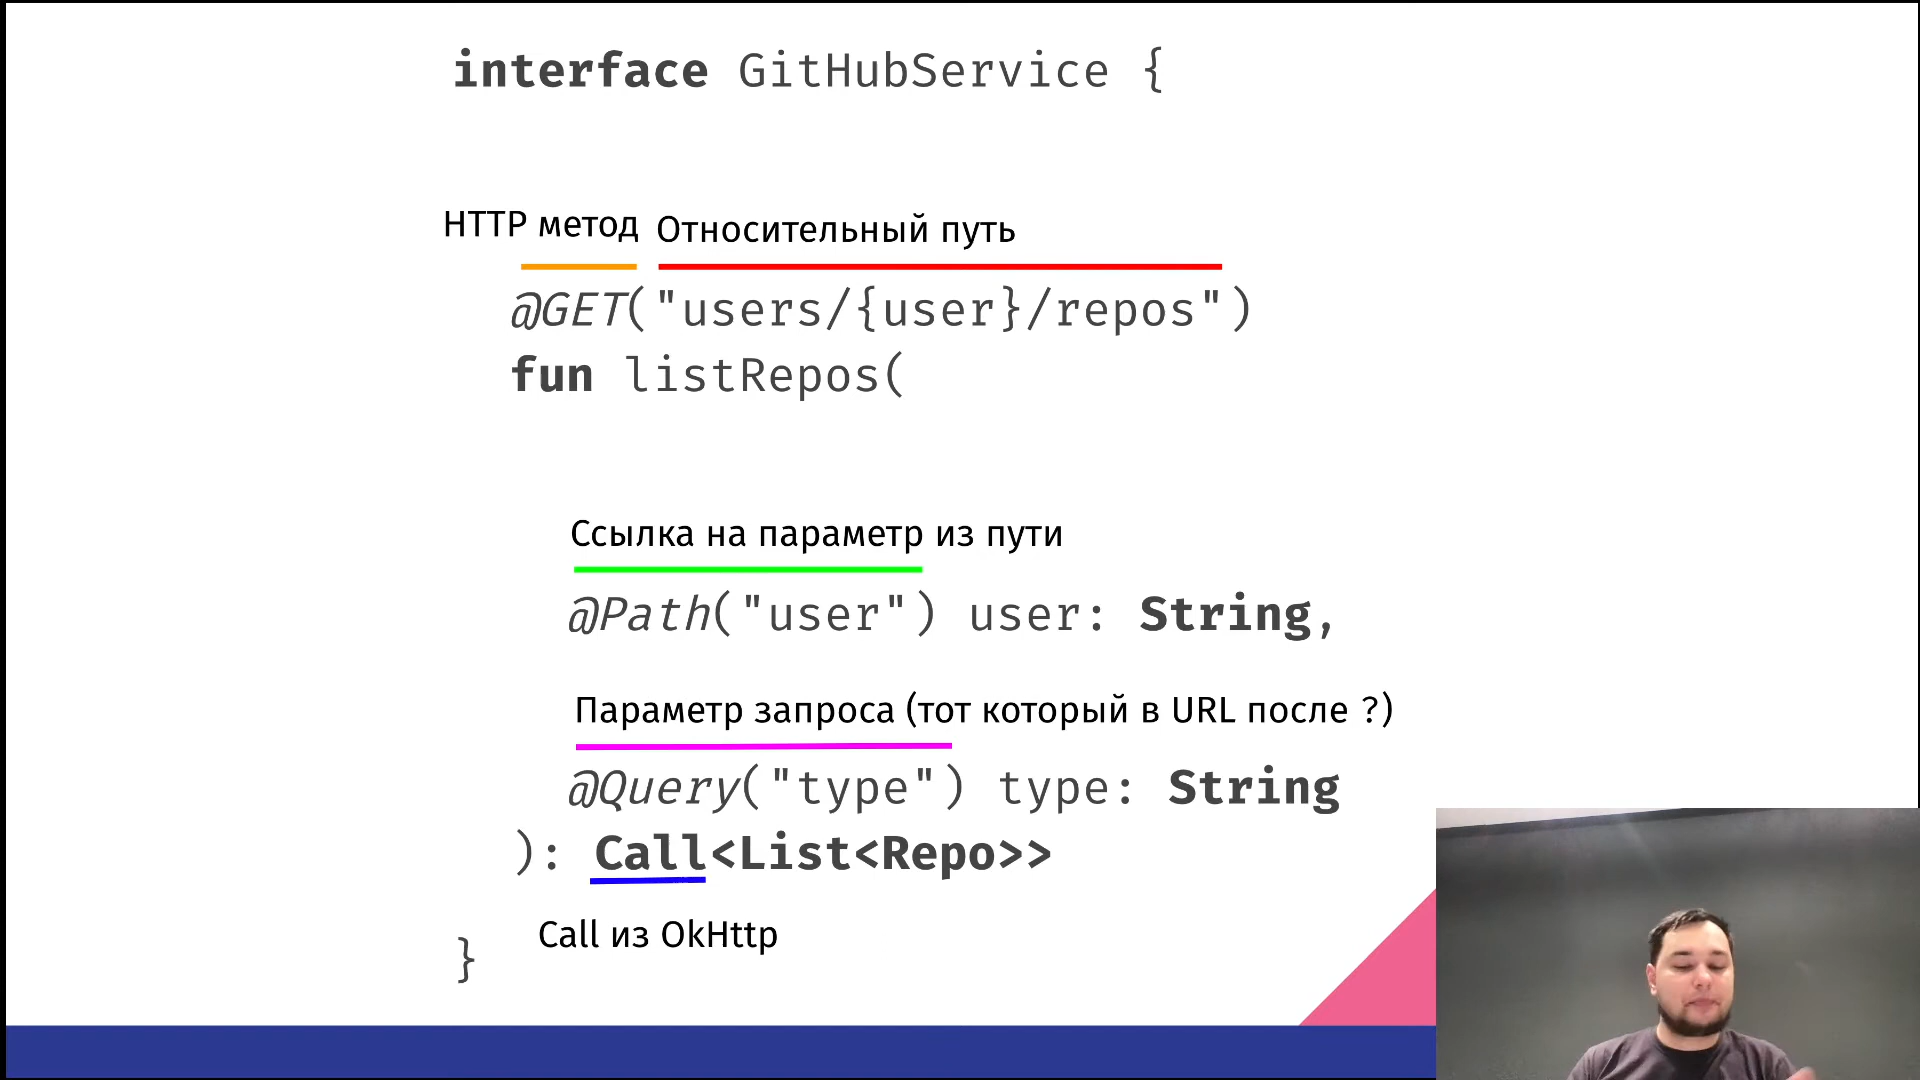 interface GitHubService {
HTTP метод Относительный путь
@GET("users/{user}/repos")
fun listRepos(
Ссылка на параметр из пути
@Path("user") user: String,
Параметр запроса (тот который в URL после ?)
@Query("type") type: String
): Call<List<Repo>>
Call из OkHttp
}